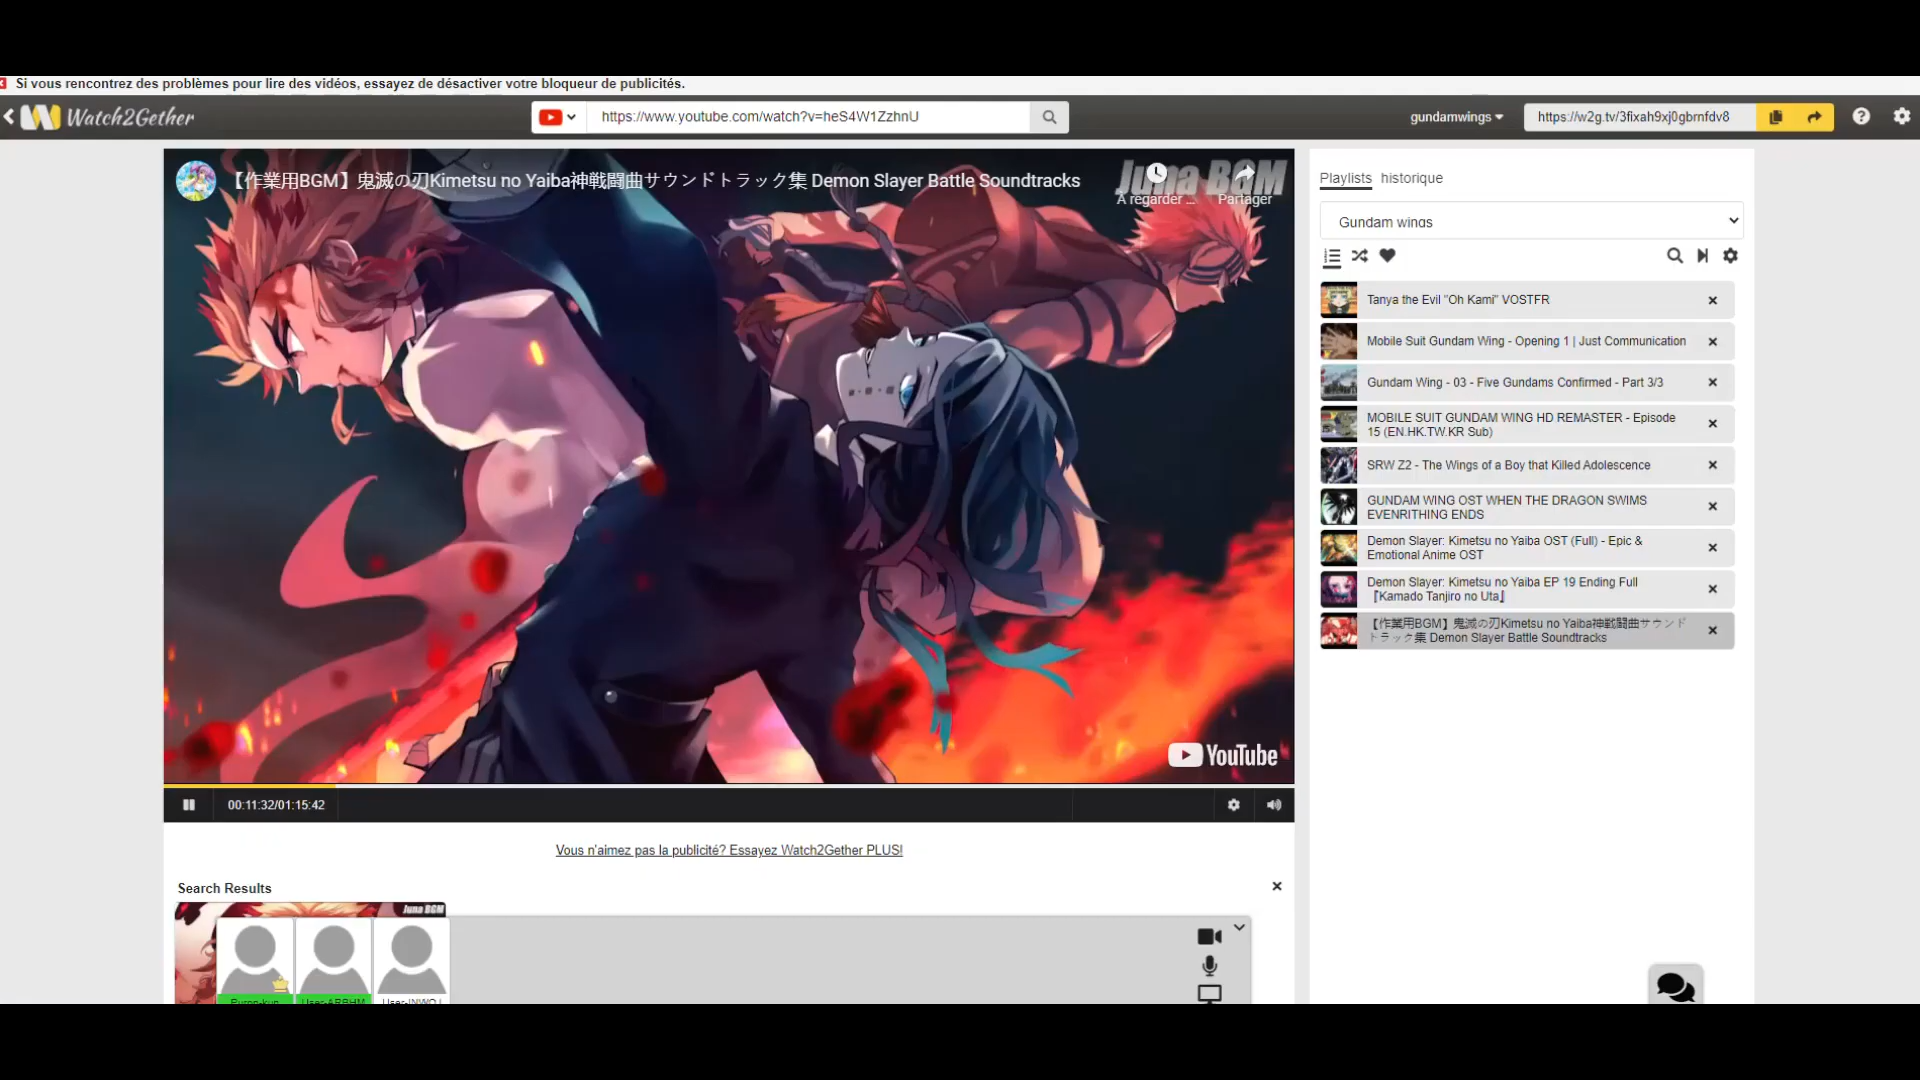 Si vous rencontrez des problèmes pour lire des vidéos, essayez de désactiver votre bloqueur de publicités.
Watch2Gether
https://www.youtube.com/watch?v=heS4W1ZzhnU
gundamwings
https://w2g.tv/3fixah9xj0gbrnfdv8
【作業用BGM】鬼滅の刃Kimetsu no Yaiba神戦闘曲サウンドトラック集 Demon Slayer Battle Soundtracks
Juna BGM
À regarder ...
Partager
YouTube
00:11:32/01:15:42
Vous n'aimez pas la publicité? Essayez Watch2Gether PLUS!
Search Results
Juna BGM
Playlists historique
Gundam wings
Tanya the Evil "Oh Kami" VOSTFR
Mobile Suit Gundam Wing - Opening 1 | Just Communication
Gundam Wing - 03 - Five Gundams Confirmed - Part 3/3
MOBILE SUIT GUNDAM WING HD REMASTER - Episode
15 (EN.HK.TW.KR Sub)
SRW Z2 - The Wings of a Boy that Killed Adolescence
GUNDAM WING OST WHEN THE DRAGON SWIMS
EVENRITHING ENDS
Demon Slayer: Kimetsu no Yaiba OST (Full) - Epic &
Emotional Anime OST
Demon Slayer: Kimetsu no Yaiba EP 19 Ending Full
『Kamado Tanjiro no Uta』
【作業用BGM】鬼滅の刃Kimetsu no Yaiba神戦闘曲サウンド
トラック集 Demon Slayer Battle Soundtracks